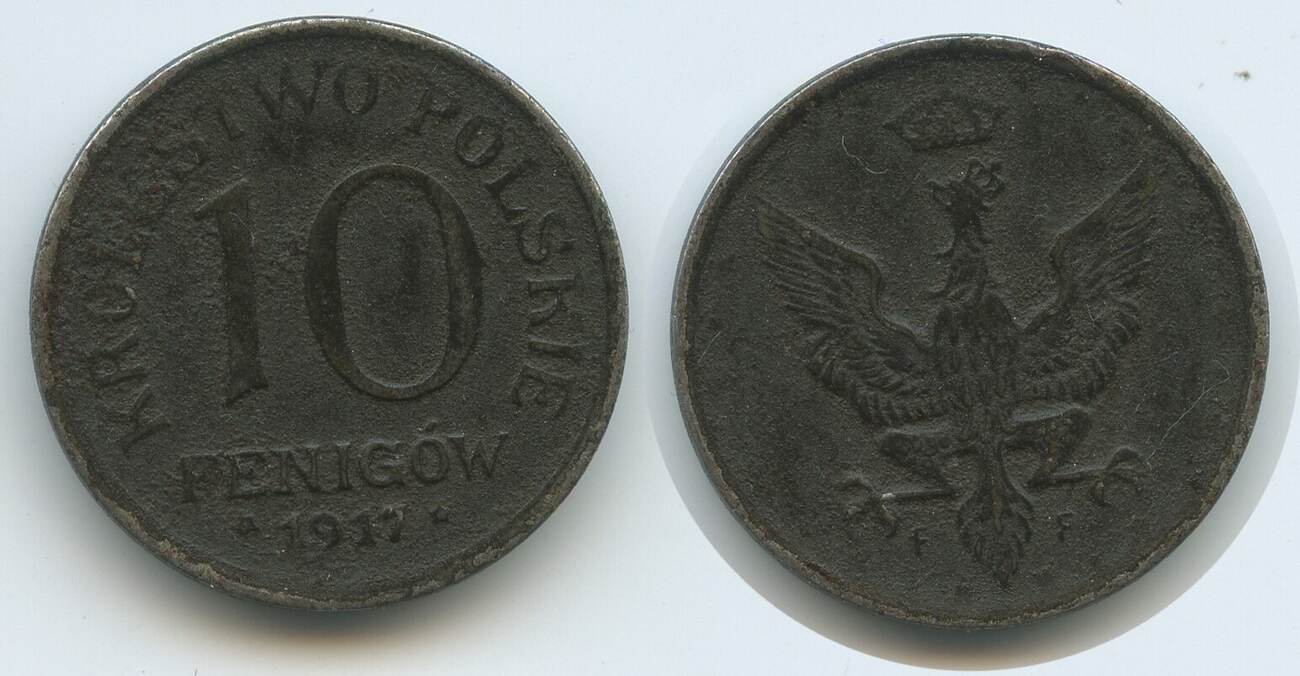 KRÓLESTWO POLSKIE
10
FENIGÓW
* 1917 *
F F